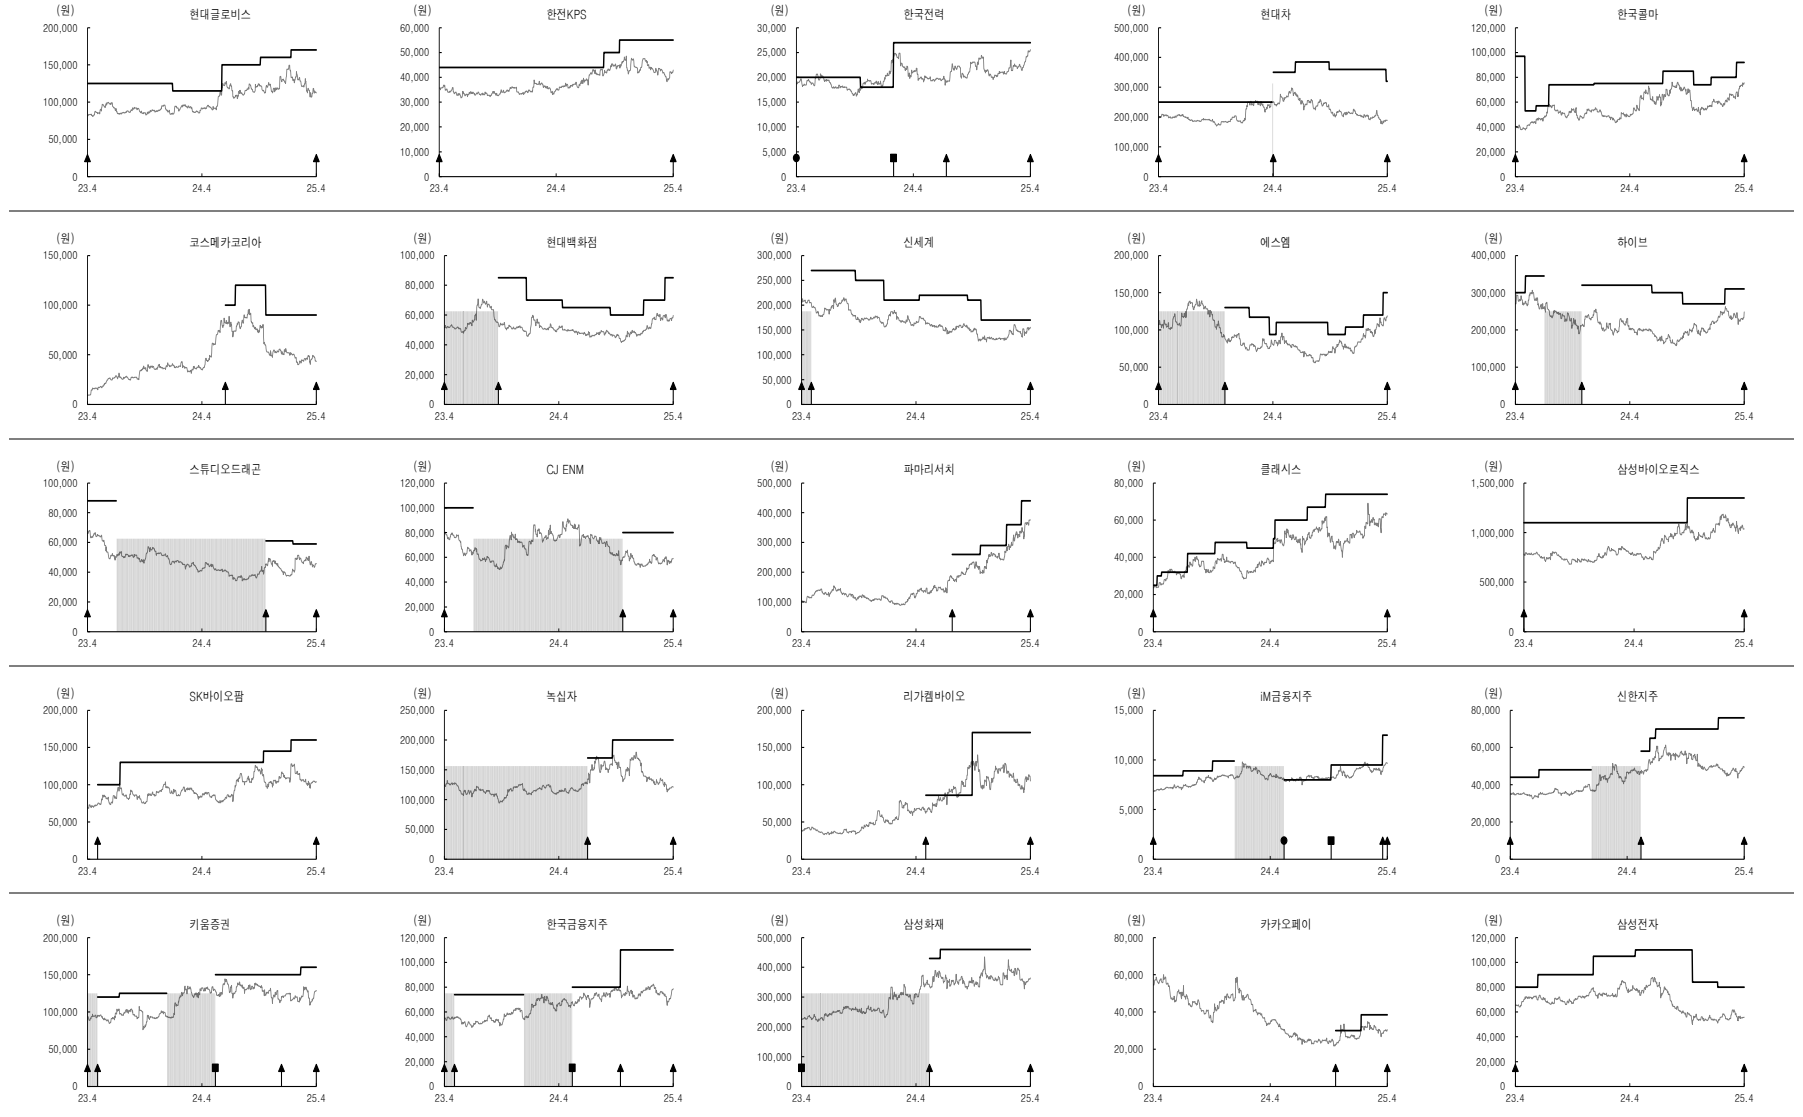 (원) 현대글로비스
200,000
150,000
100,000
50,000
0
23.4 24.4 25.4
(원) 한전KPS
60,000
50,000
40,000
30,000
20,000
10,000
0
23.4 24.4 25.4
(원) 한국전력
30,000
25,000
20,000
15,000
10,000
5,000
0
23.4 24.4 25.4
(원) 현대차
500,000
400,000
300,000
200,000
100,000
0
23.4 24.4 25.4
(원) 한국콜마
120,000
100,000
80,000
60,000
40,000
20,000
0
23.4 24.4 25.4
(원) 코스메카코리아
150,000
100,000
50,000
0
23.4 24.4 25.4
(원) 현대백화점
100,000
80,000
60,000
40,000
20,000
0
23.4 24.4 25.4
(원) 신세계
300,000
250,000
200,000
150,000
100,000
50,000
0
23.4 24.4 25.4
(원) 에스엠
200,000
150,000
100,000
50,000
0
23.4 24.4 25.4
(원) 하이브
400,000
300,000
200,000
100,000
0
23.4 24.4 25.4
(원) 스튜디오드래곤
100,000
80,000
60,000
40,000
20,000
0
23.4 24.4 25.4
(원) CJ ENM
120,000
100,000
80,000
60,000
40,000
20,000
0
23.4 24.4 25.4
(원) 파마리서치
500,000
400,000
300,000
200,000
100,000
0
23.4 24.4 25.4
(원) 클래시스
80,000
60,000
40,000
20,000
0
23.4 24.4 25.4
(원) 삼성바이오로직스
1,500,000
1,000,000
500,000
0
23.4 24.4 25.4
(원) SK바이오팜
200,000
150,000
100,000
50,000
0
23.4 24.4 25.4
(원) 녹십자
250,000
200,000
150,000
100,000
50,000
0
23.4 24.4 25.4
(원) 리가켐바이오
200,000
150,000
100,000
50,000
0
23.4 24.4 25.4
(원) iM금융지주
15,000
10,000
5,000
0
23.4 24.4 25.4
(원) 신한지주
80,000
60,000
40,000
20,000
0
23.4 24.4 25.4
(원) 키움증권
200,000
150,000
100,000
50,000
0
23.4 24.4 25.4
(원) 한국금융지주
120,000
100,000
80,000
60,000
40,000
20,000
0
23.4 24.4 25.4
(원) 삼성화재
500,000
400,000
300,000
200,000
100,000
0
23.4 24.4 25.4
(원) 카카오페이
80,000
60,000
40,000
20,000
0
23.4 24.4 25.4
(원) 삼성전자
120,000
100,000
80,000
60,000
40,000
20,000
0
23.4 24.4 25.4